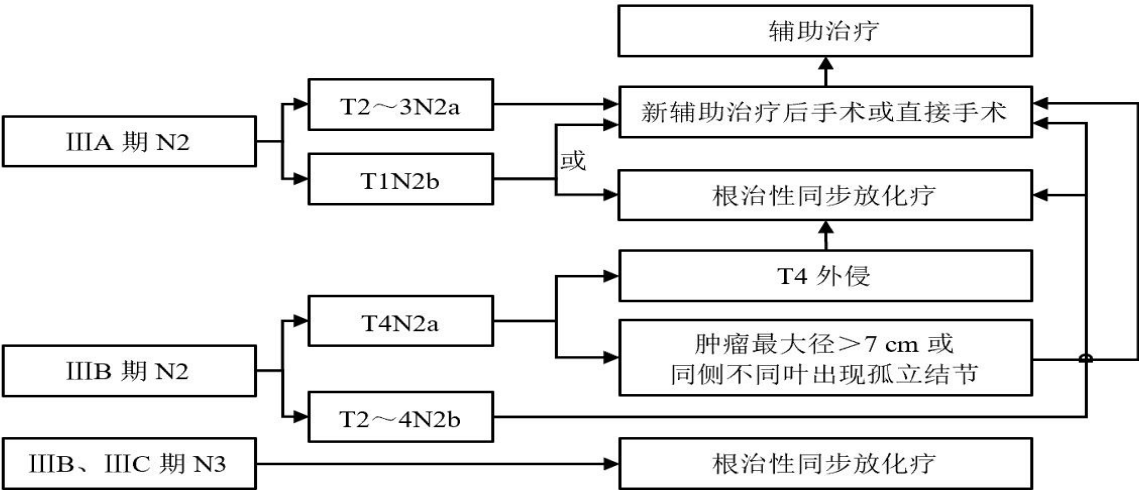 辅助治疗
T2～3N2a
新辅助治疗后手术或直接手术
ⅢA 期 N2
或
T1N2b
根治性同步放化疗
T4 外侵
T4N2a
肿瘤最大径＞7 cm 或
同侧不同叶出现孤立结节
ⅢB 期 N2
T2～4N2b
ⅢB、ⅢC 期 N3
根治性同步放化疗